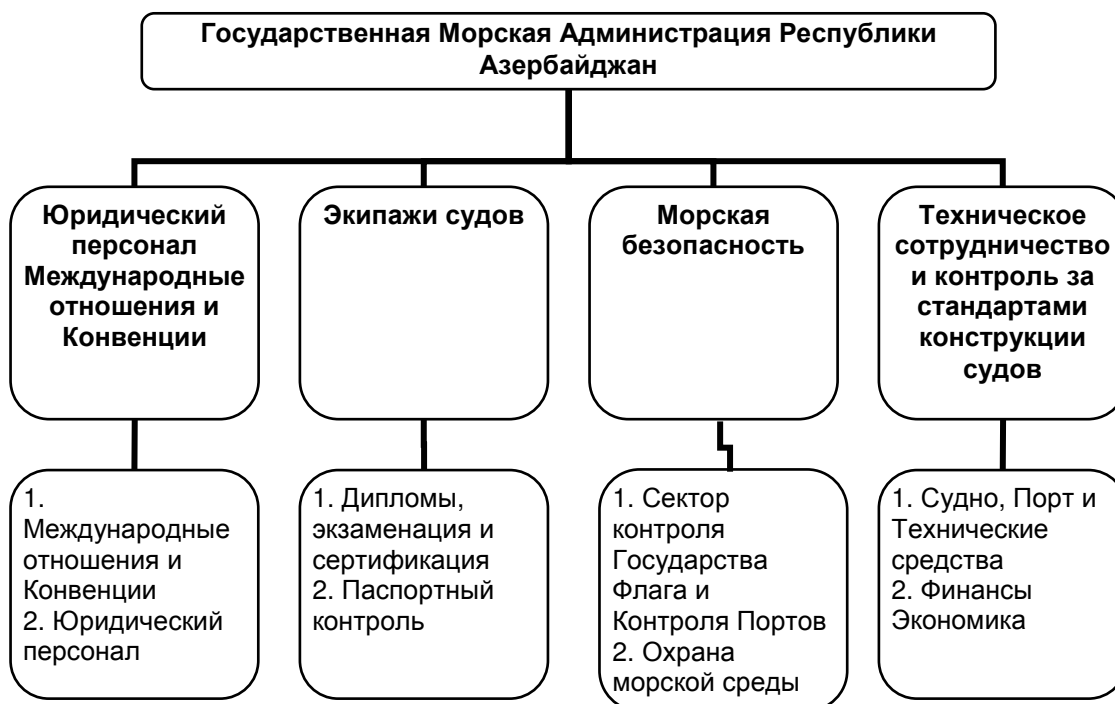 Государственная Морская Администрация Республики
Азербайджан
Юридический
персонал
Международные
отношения и
Конвенции
Экипажи судов
Морская
безопасность
Техническое
сотрудничество
и контроль за
стандартами
конструкции
судов
1.
Международные
отношения и
Конвенции
2. Юридический
персонал
1. Дипломы,
экзаменация и
сертификация
2. Паспортный
контроль
1. Сектор
контроля
Государства
Флага и
Контроля Портов
2. Охрана
морской среды
1. Судно, Порт и
Технические
средства
2. Финансы
Экономика